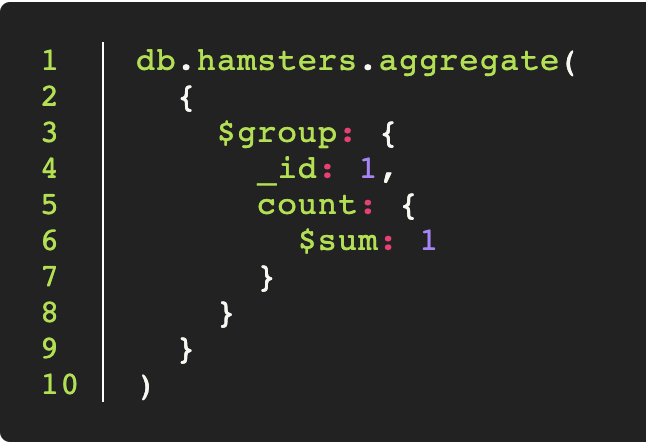 1 db.hamsters.aggregate(
2 {
3 $group: {
4 _id: 1,
5 count: {
6 $sum: 1
7 }
8 }
9 }
10 )